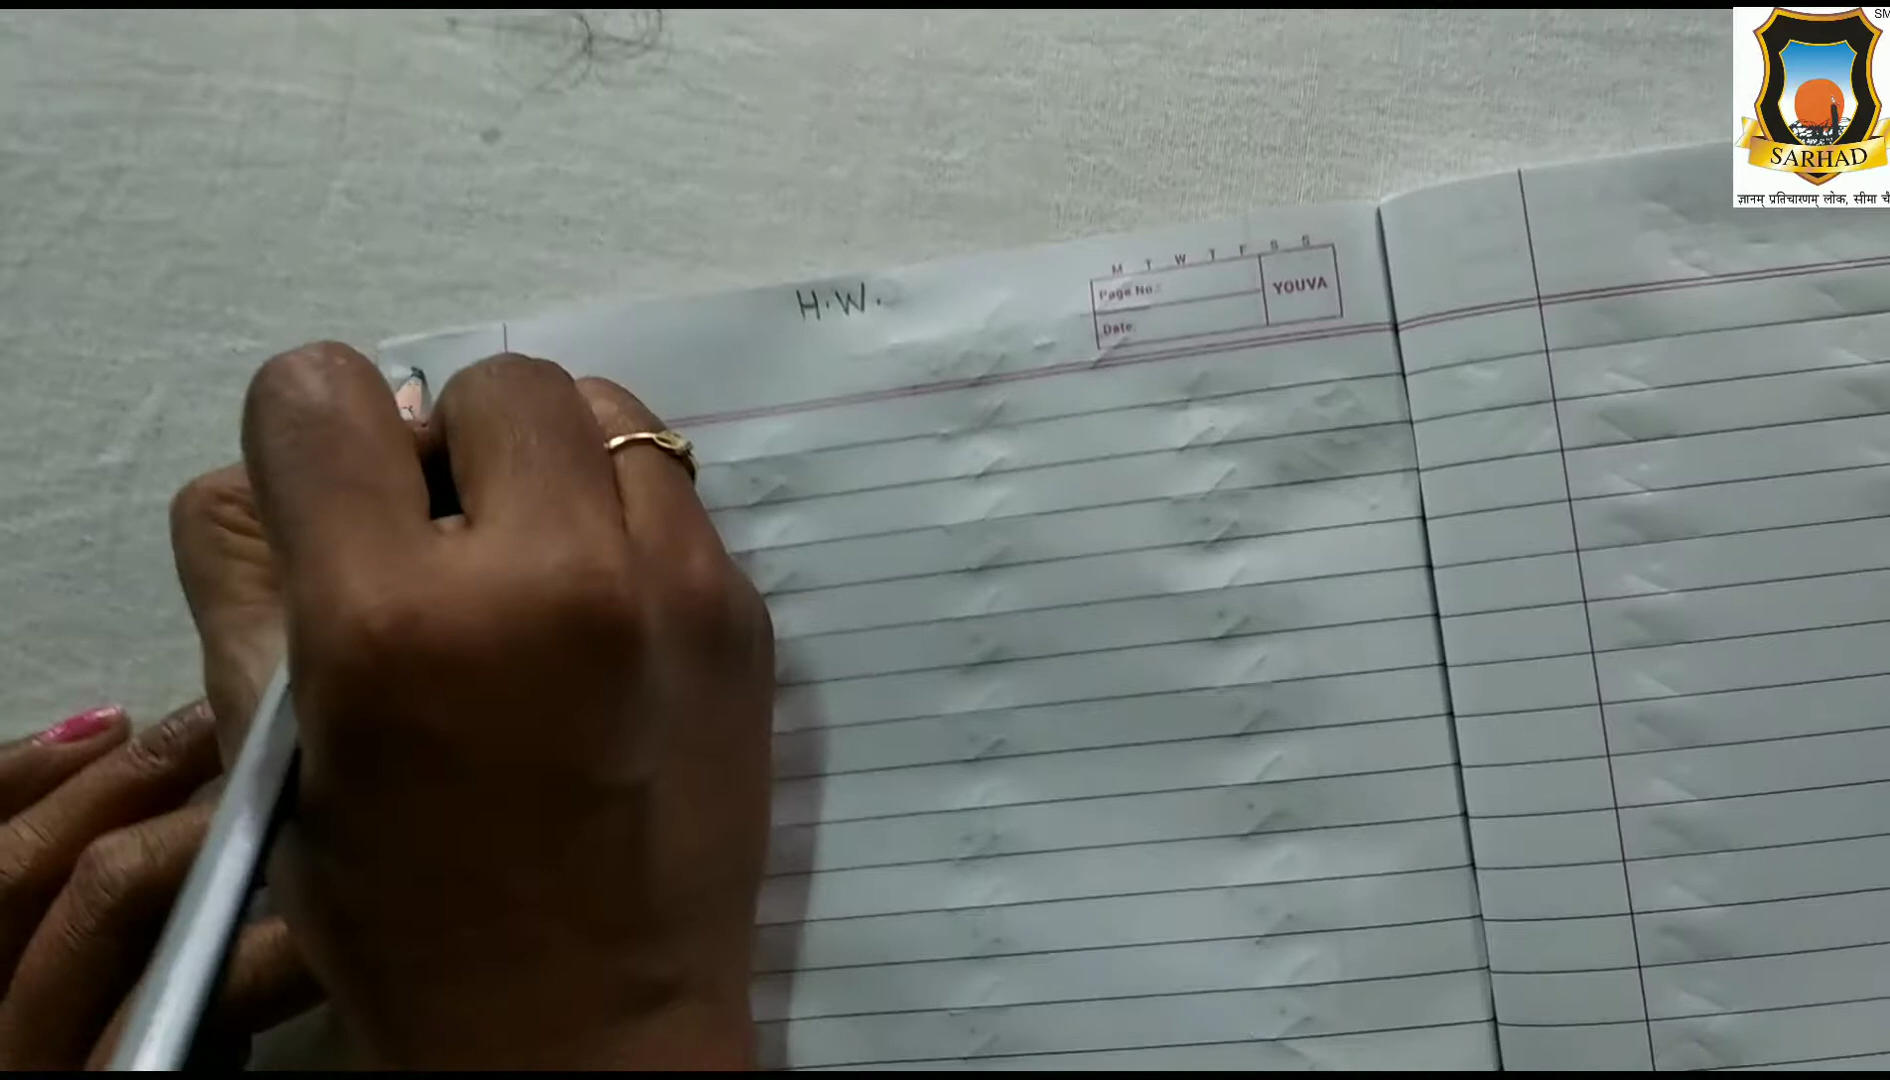 SM
SARHAD
ज्ञानम् प्रतिचारणम् लोक, सीमा चै
H.W.
M T W T F S S
Page No.:
YOUVA
Date: